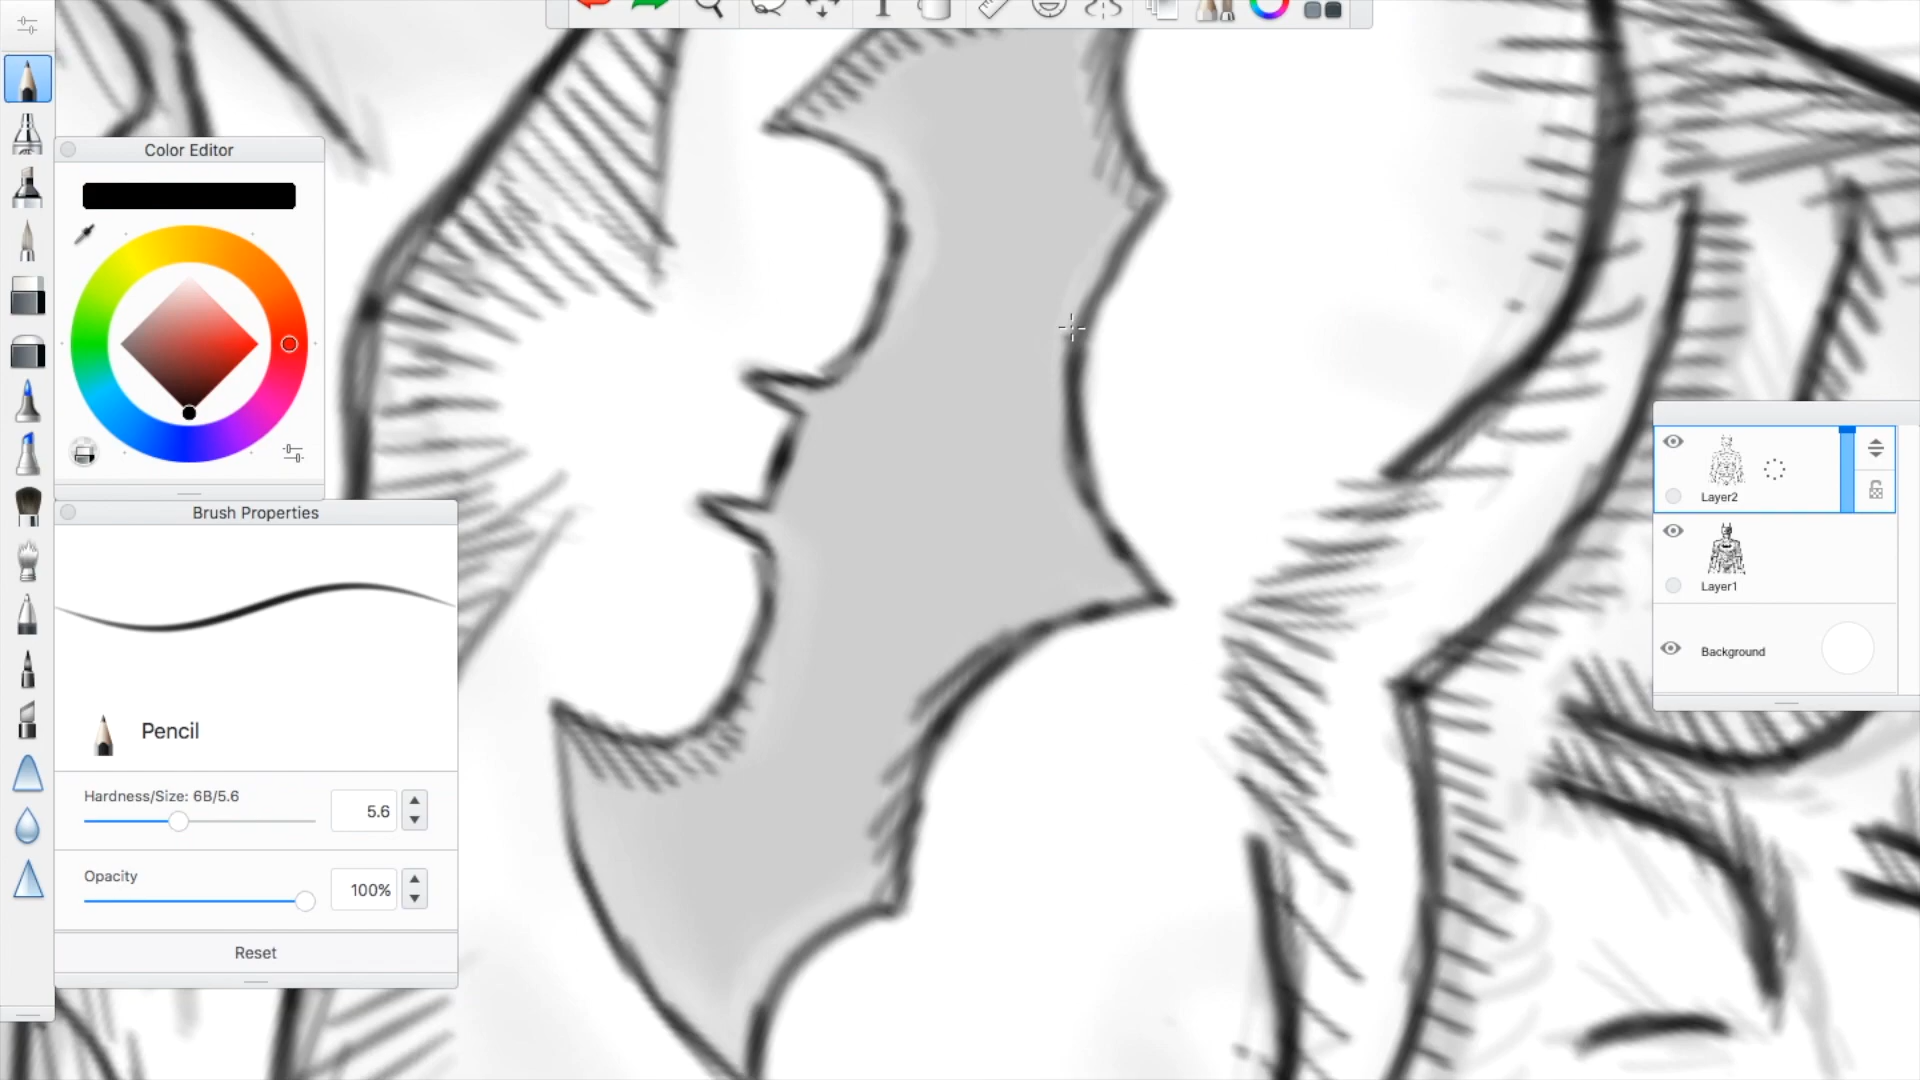 Color Editor
Brush Properties
Pencil
Hardness/Size: 6B/5.6
5.6
Opacity
100%
Reset
Layer2
Layer1
Background